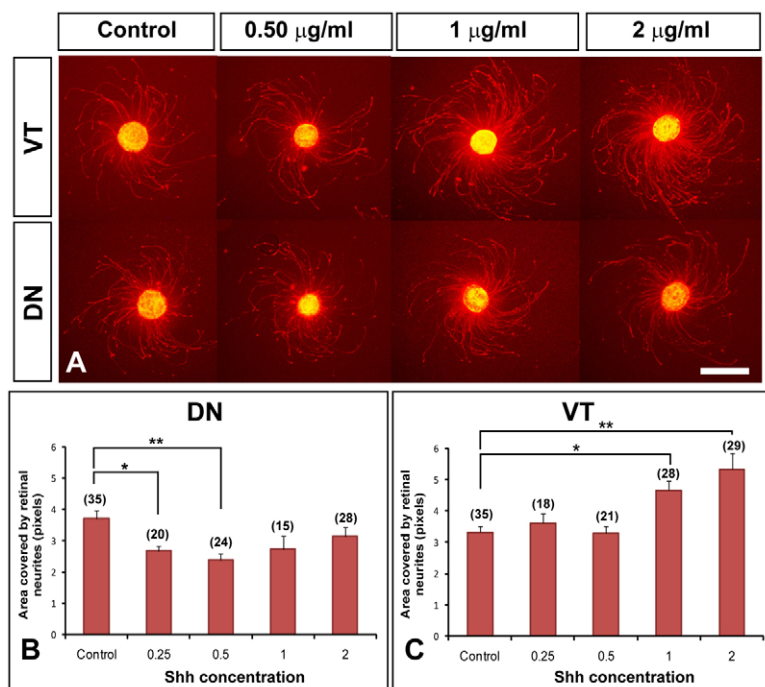 Control 0.50 µg/ml 1 µg/ml 2 µg/ml
VT
DN
A
DN
Area covered by retinal
neurites (pixels)
6
5
4
3
2
1
0
**
*
(35) (20) (24) (15) (28)
Control 0.25 0.5 1 2
Shh concentration
B
VT
Area covered by retinal
neurites (pixels)
6
5
4
3
2
1
0
**
*
(35) (18) (21) (28) (29)
Control 0.25 0.5 1 2
Shh concentration
C